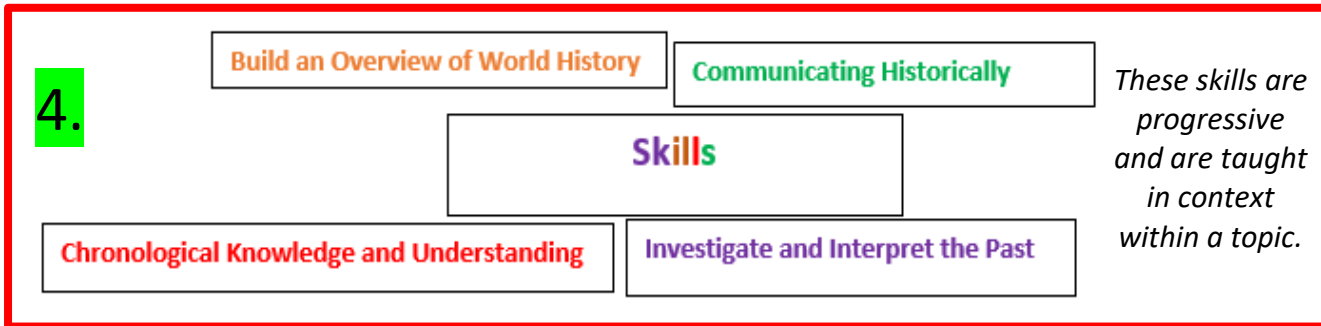 4.
Build an Overview of World History
Communicating Historically
Skills
Chronological Knowledge and Understanding
Investigate and Interpret the Past
These skills are
progressive
and are taught
in context
within a topic.